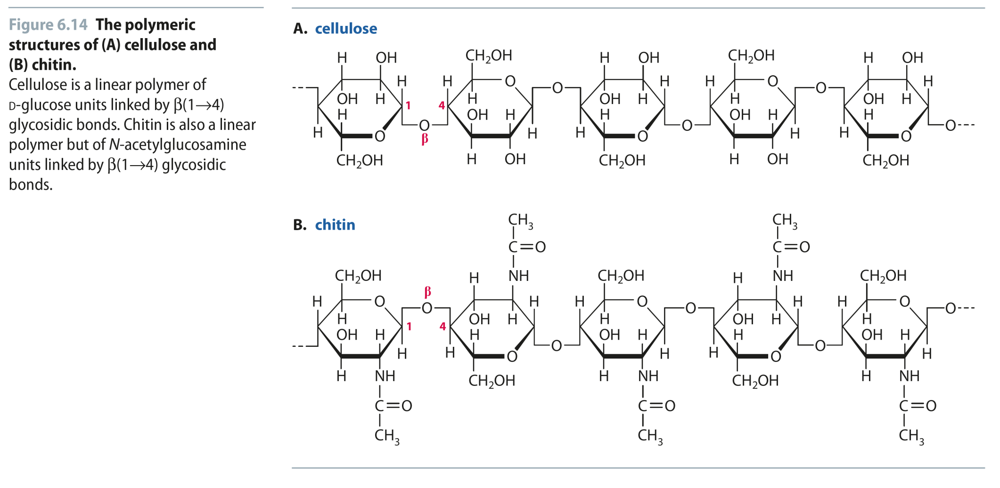 Figure 6.14 The polymeric
structures of (A) cellulose and
(B) chitin.
Cellulose is a linear polymer of
D-glucose units linked by β(1→4)
glycosidic bonds. Chitin is also a linear
polymer but of N-acetylglucosamine
units linked by β(1→4) glycosidic
bonds.
A. cellulose
H OH CH₂OH H OH CH₂OH H OH
H H O O H H O O H
OH H H OH H H OH H
1 4
H OH H H OH H H
H O β H O H O H O H O
CH₂OH H OH CH₂OH H OH CH₂OH
B. chitin
CH₃ CH₃
C=O C=O
CH₂OH H NH CH₂OH H NH CH₂OH
β
H O O H H O O H H O O
H OH H H OH H H
1 4
OH H H OH H H OH H
H H O O H H O O H
H NH CH₂OH H NH CH₂OH H NH
C=O C=O C=O
CH₃ CH₃ CH₃